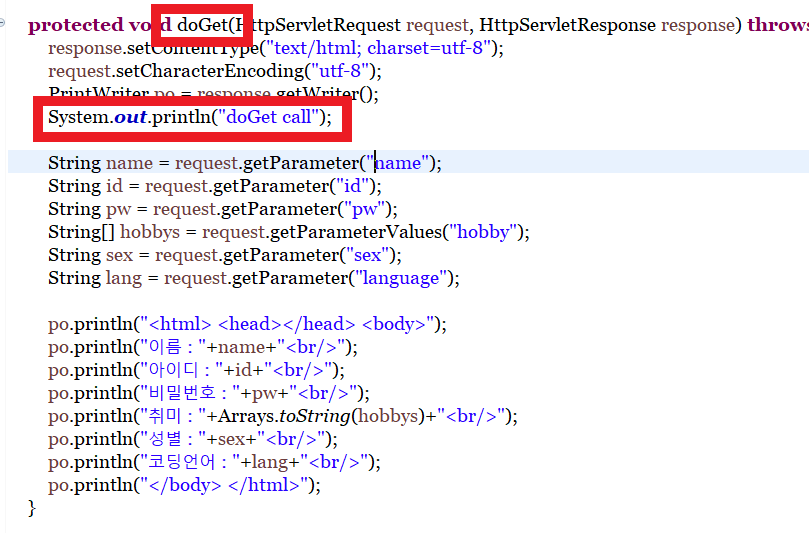 protected void doGet(HttpServletRequest request, HttpServletResponse response) throws
response.setContentType("text/html; charset=utf-8");
request.setCharacterEncoding("utf-8");
PrintWriter po = response.getWriter();
System.out.println("doGet call");
String name = request.getParameter("name");
String id = request.getParameter("id");
String pw = request.getParameter("pw");
String[] hobbys = request.getParameterValues("hobby");
String sex = request.getParameter("sex");
String lang = request.getParameter("language");
po.println("<html> <head></head> <body>");
po.println("이름 : "+name+"<br/>");
po.println("아이디 : "+id+"<br/>");
po.println("비밀번호 : "+pw+"<br/>");
po.println("취미 : "+Arrays.toString(hobbys)+"<br/>");
po.println("성별 : "+sex+"<br/>");
po.println("코딩언어 : "+lang+"<br/>");
po.println("</body> </html>");
}